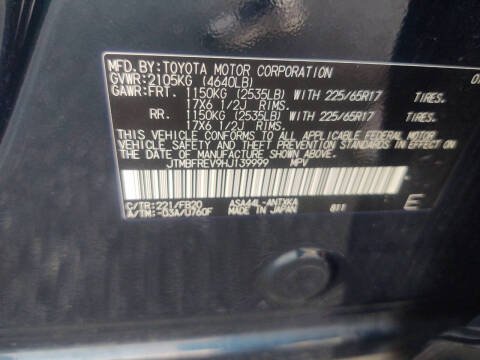 MFD.BY:TOYOTA MOTOR CORPORATION
GVWR:2105KG (4640LB)
GAWR:FRT. 1150KG (2535LB) WITH 225/65R17 TIRES.
17X6 1/2J RIMS.
RR. 1150KG (2535LB) WITH 225/65R17 TIRES.
17X6 1/2J RIMS.
THIS VEHICLE CONFORMS TO ALL APPLICABLE FEDERAL MOTOR
VEHICLE SAFETY AND THEFT PREVENTION STANDARDS IN EFFECT ON
THE DATE OF MANUFACTURE SHOWN ABOVE.
JTMBFREV9HJ139999 MPV
C/TR:221/FB20 ASA44L-ANTXKA
A/TM:-03A/U760F MADE IN JAPAN 811 E